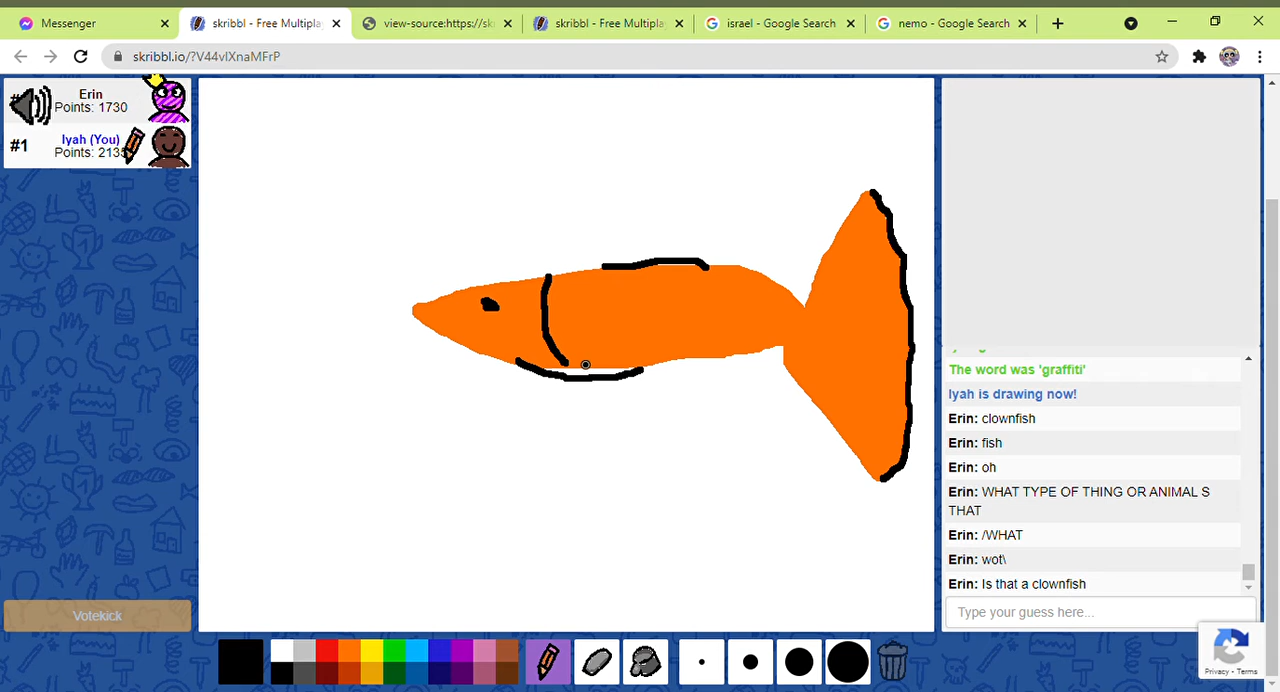 Messenger
skribbl - Free Multipla
view-source:https://sk
skribbl - Free Multipla
israel - Google Search
nemo - Google Search
skribbl.io/?V44vIXnaMFrP
Erin
Points: 1730
#1
Iyah (You)
Points: 2135
The word was 'graffiti'
Iyah is drawing now!
Erin: clownfish
Erin: fish
Erin: oh
Erin: WHAT TYPE OF THING OR ANIMAL S
THAT
Erin: /WHAT
Erin: wot\
Erin: Is that a clownfish
Type your guess here...
Votekick
Privacy - Terms